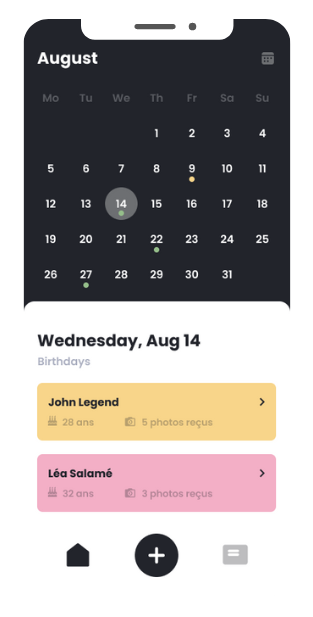 August
Mo Tu We Th Fr Sa Su
1 2 3 4
5 6 7 8 9 10 11
12 13 14 15 16 17 18
19 20 21 22 23 24 25
26 27 28 29 30 31
Wednesday, Aug 14
Birthdays
John Legend
28 ans 5 photos reçus
Léa Salamé
32 ans 3 photos reçus